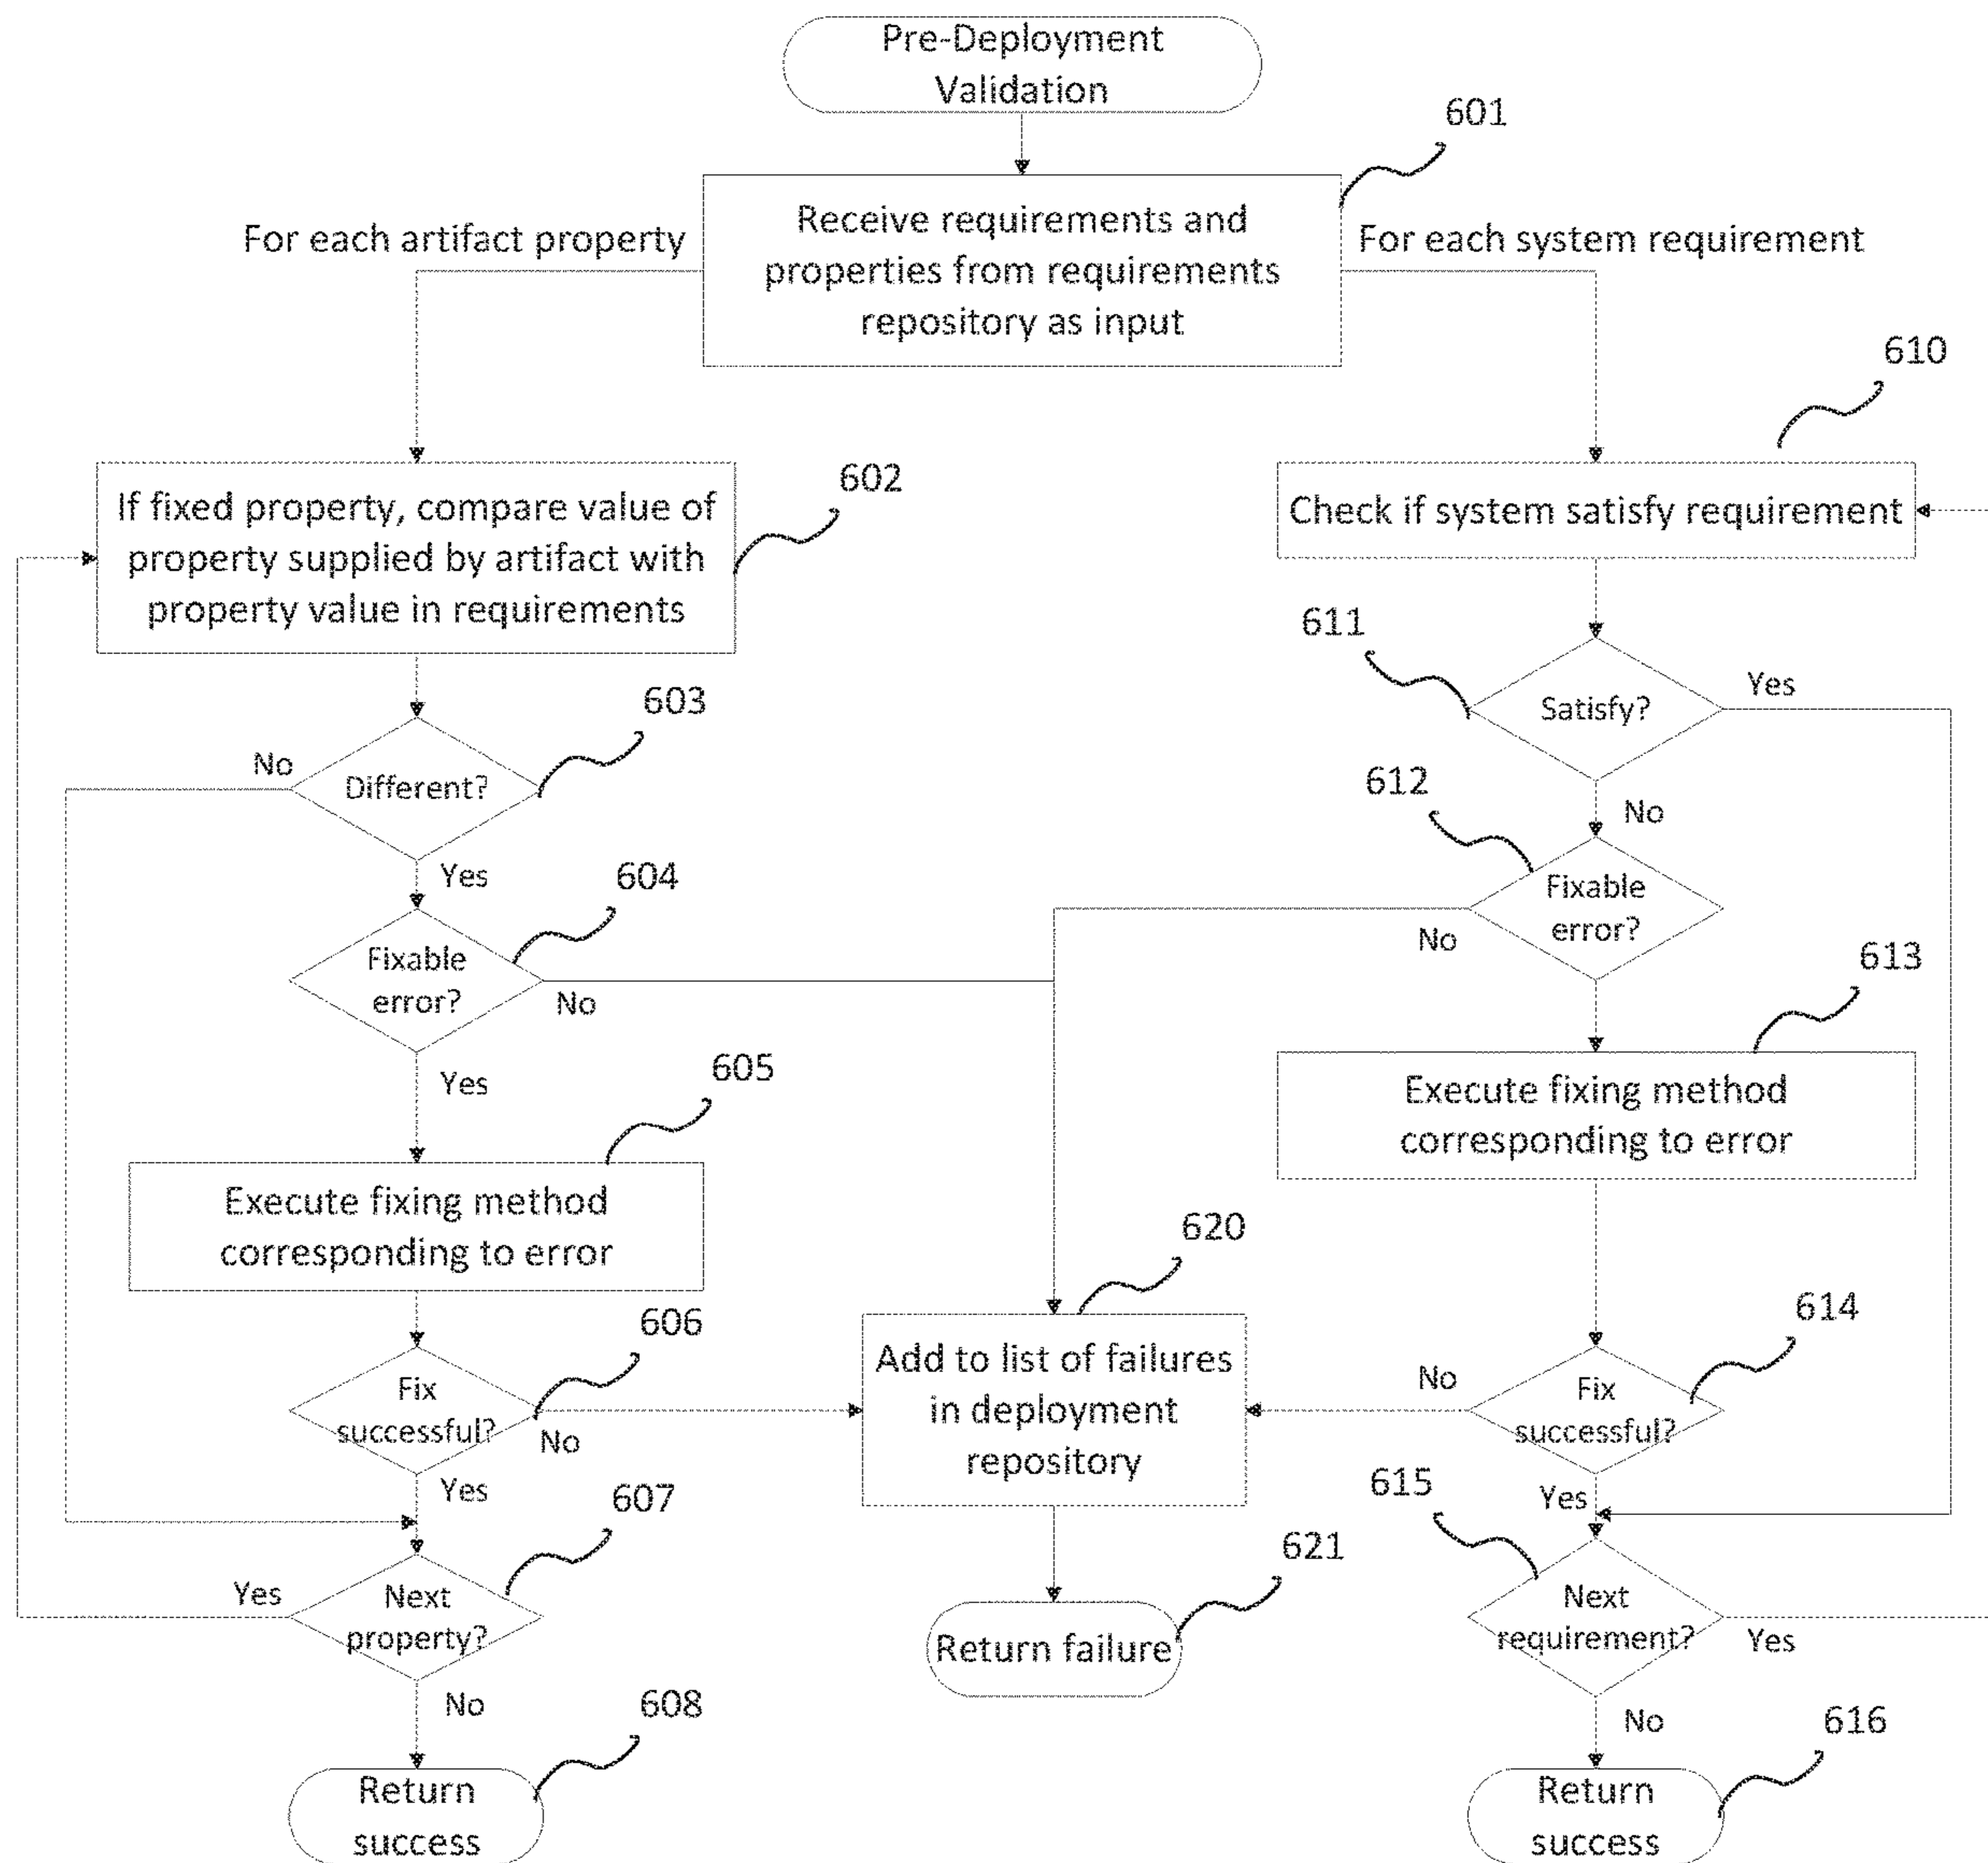 Pre-Deployment
Validation
601
Receive requirements and
properties from requirements
repository as input
For each artifact property
For each system requirement
610
602
If fixed property, compare value of
property supplied by artifact with
property value in requirements
Check if system satisfy requirement
611
Satisfy?
Yes
603
Different?
No
612
No
Yes
604
Fixable
error?
No
Fixable
error?
No
613
Yes
605
Execute fixing method
corresponding to error
Execute fixing method
corresponding to error
620
606
Add to list of failures
in deployment
repository
614
Fix
successful?
No
Yes
No
Fix
successful?
Yes
607
615
621
Yes
Next
property?
No
Return failure
Next
requirement?
Yes
No
608
616
Return
success
Return
success